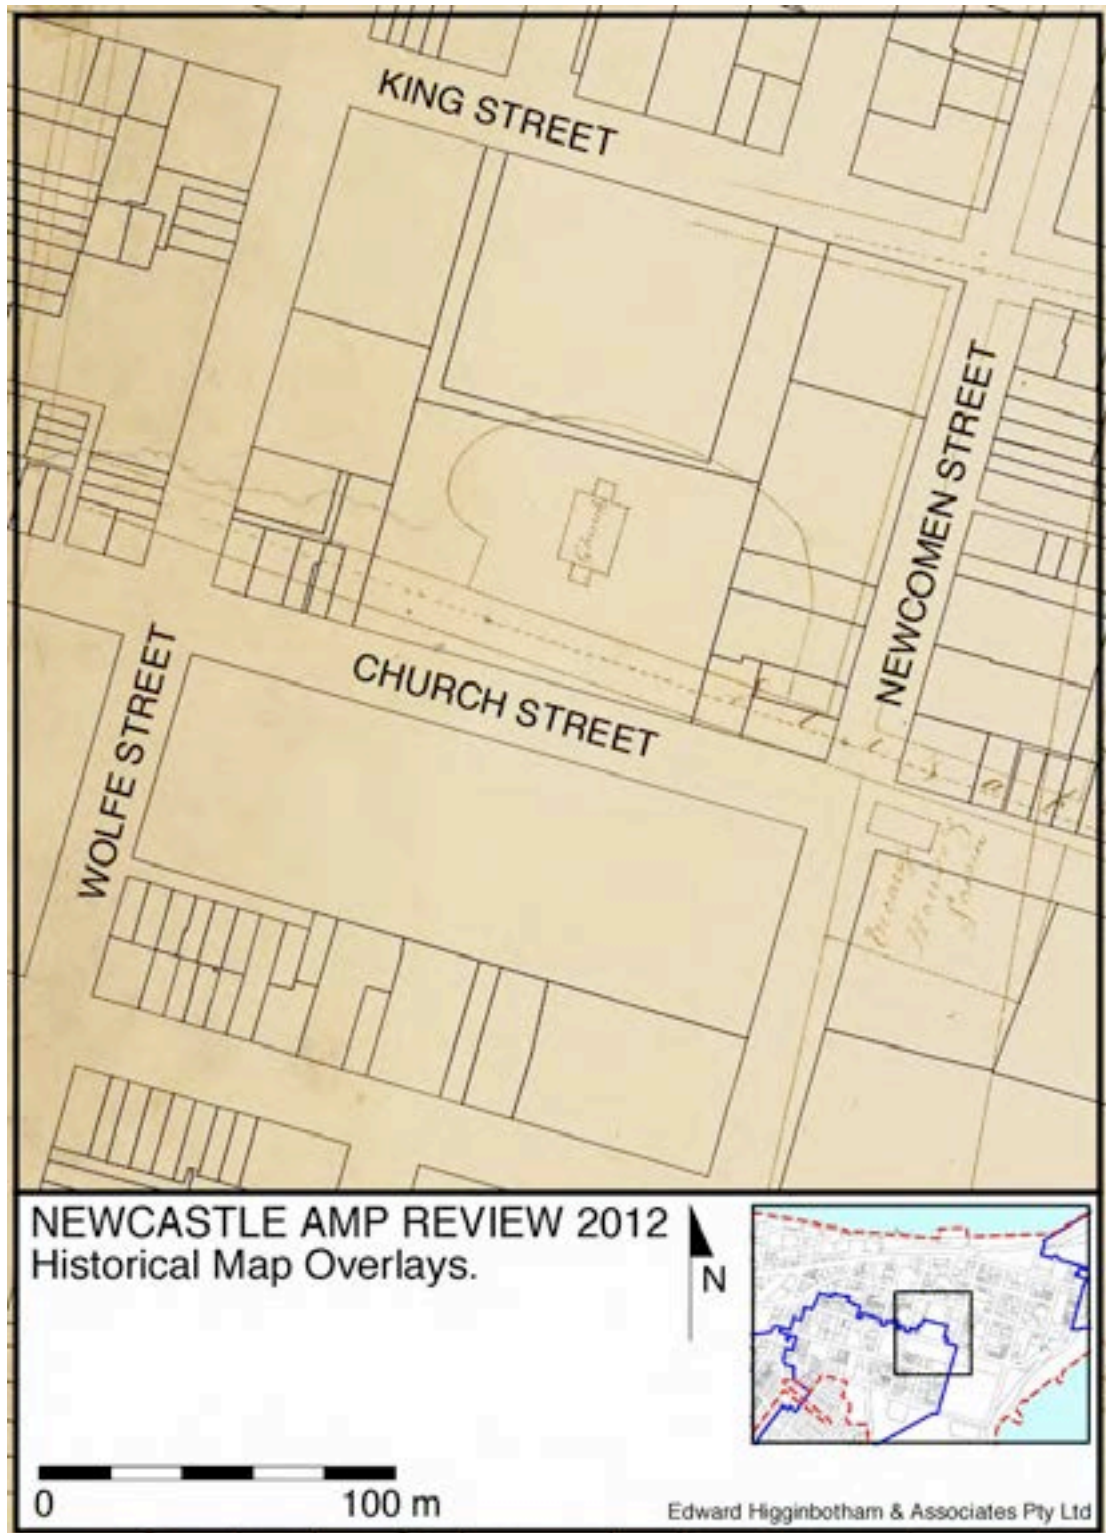 KING STREET
NEWCOMEN STREET
Church
CHURCH STREET
WOLFE STREET
NEWCASTLE AMP REVIEW 2012
Historical Map Overlays.
N
0 100 m
Edward Higginbotham & Associates Pty Ltd